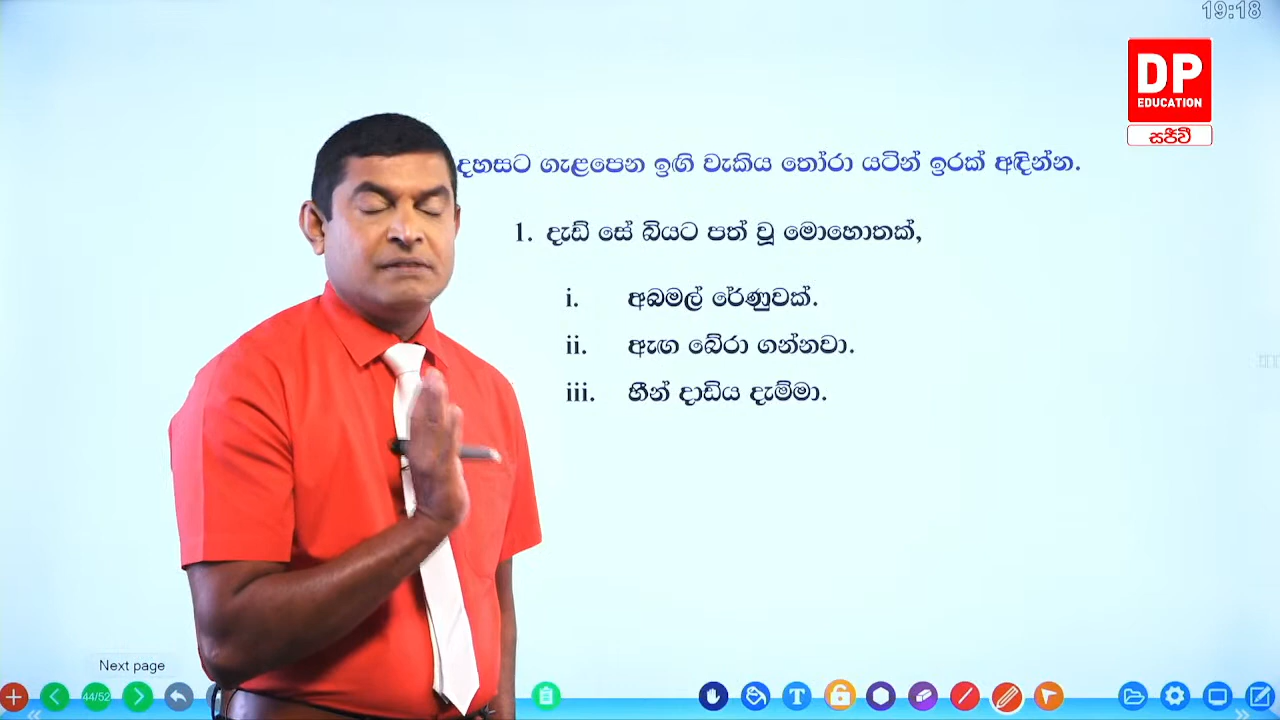 19:18
DP
EDUCATION
සජීවී
දහසට ගැළපෙන ඉඟි වැකිය තෝරා යටින් ඉරක් අඳින්න.
1. දැඩි සේ බියට පත් වූ මොහොතක්,
i. අබමල් රේණුවක්.
ii. ඇඟ බේරා ගන්නවා.
iii. හීන් දාඩිය දැම්මා.
Next page
44/52